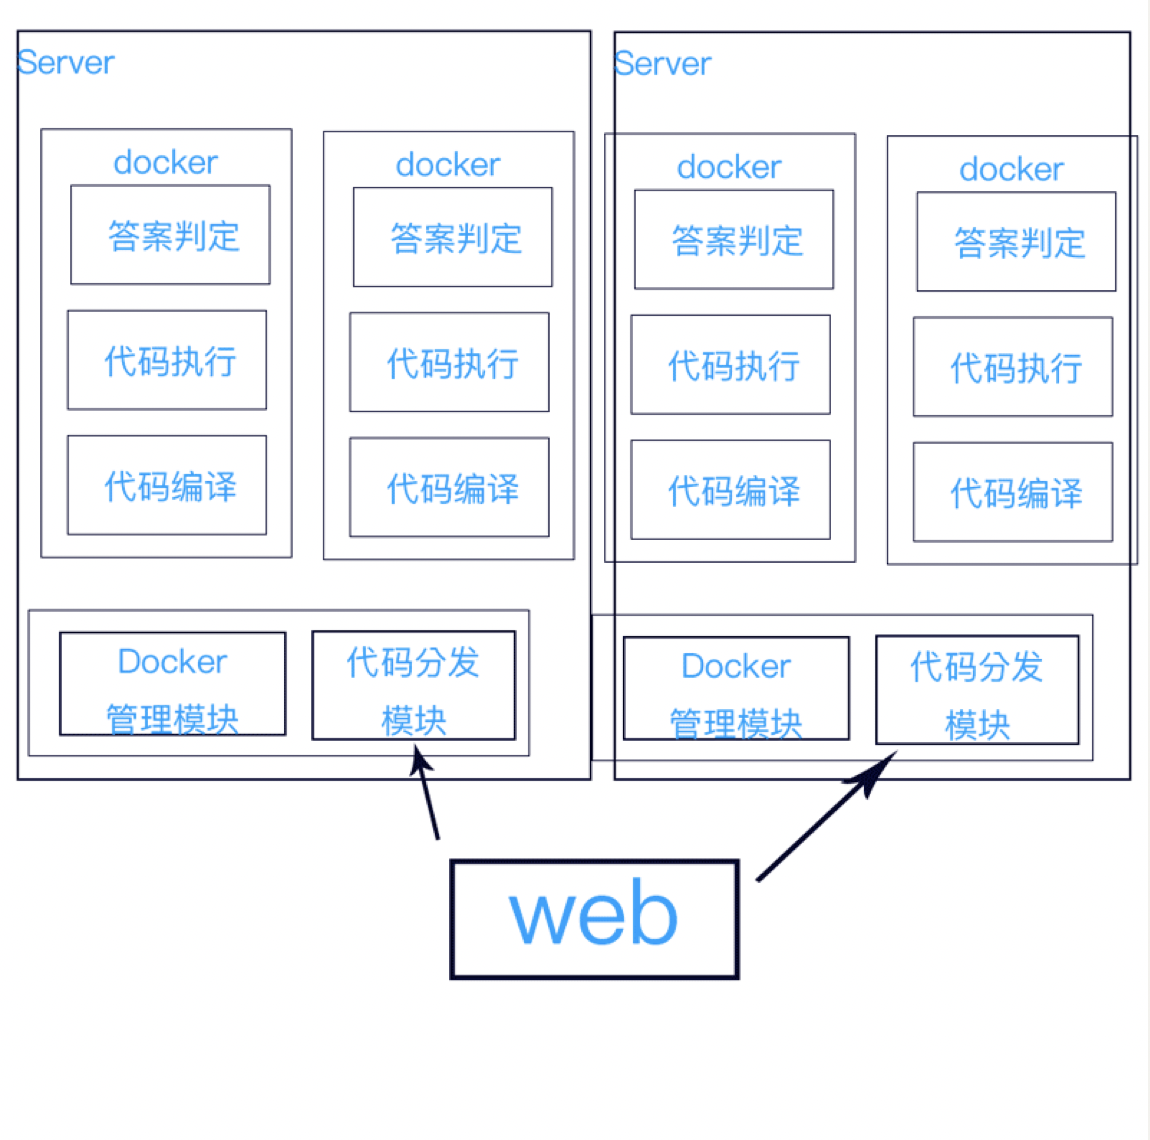 Server
docker
答案判定
代码执行
代码编译
docker
答案判定
代码执行
代码编译
Docker
管理模块
代码分发
模块
Server
docker
答案判定
代码执行
代码编译
docker
答案判定
代码执行
代码编译
Docker
管理模块
代码分发
模块
web